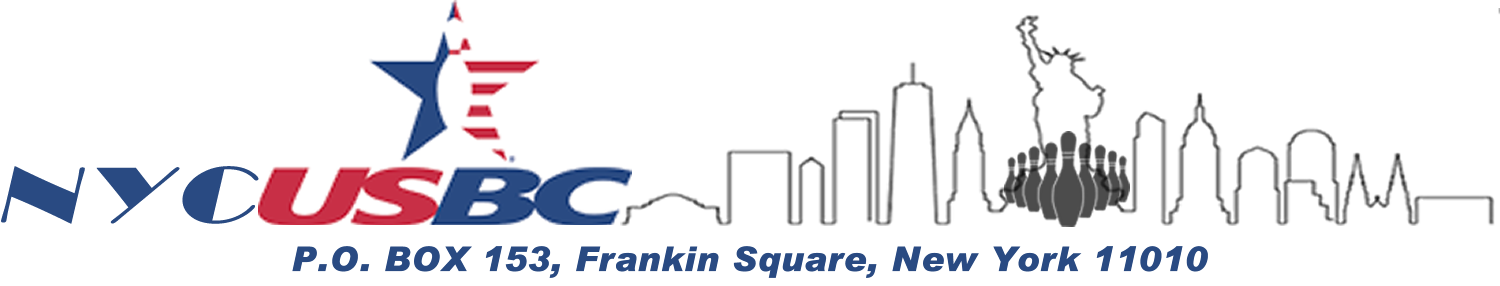 NYCUSBC
P.O. BOX 153, Frankin Square, New York 11010